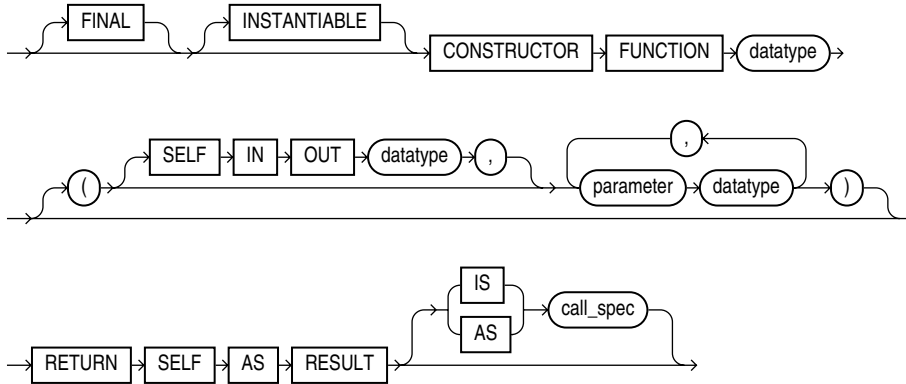 FINAL INSTANTIABLE
CONSTRUCTOR FUNCTION datatype
SELF IN OUT datatype , ,
( parameter datatype )
IS
RETURN SELF AS RESULT AS call_spec